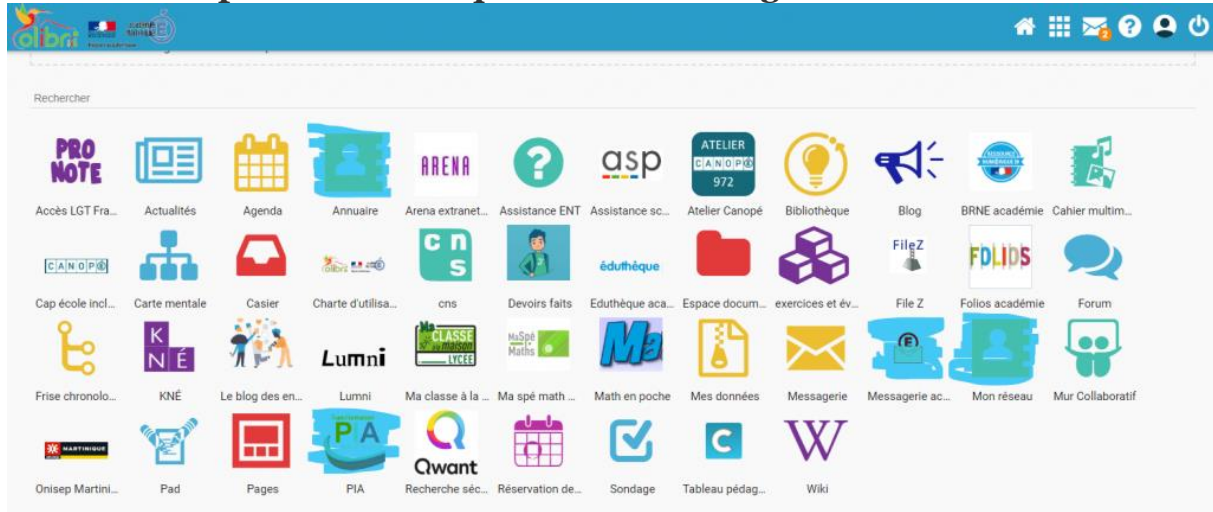 Colibri
2
Rechercher
PRO
NOTE
ARENA
?
asp
ATELIER
CANOPÉ
972
Accès LGT Fra...
Actualités
Agenda
Annuaire
Arena extranet...
Assistance ENT
Assistance sc...
Atelier Canopé
Bibliothèque
Blog
BRNE académie
Cahier multim...
CANOPÉ
cn
s
éduthèque
FileZ
FOLIOS
Cap école incl...
Carte mentale
Casier
Charte d'utilisa...
cns
Devoirs faits
Eduthèque aca...
Espace docum...
exercices et év...
File Z
Folios académie
Forum
K
NÉ
Lumni
Ma
CLASSE
à la maison
LYCÉE
MaSpé
Maths
Ma
Frise chronolo...
KNÉ
Le blog des en...
Lumni
Ma classe à la ...
Ma spé math ...
Math en poche
Mes données
Messagerie
Messagerie ac...
Mon réseau
Mur Collaboratif
MARTINIQUE
PIA
Qwant
C
W
Onisep Martini...
Pad
Pages
PIA
Recherche séc...
Réservation de...
Sondage
Tableau pédag...
Wiki